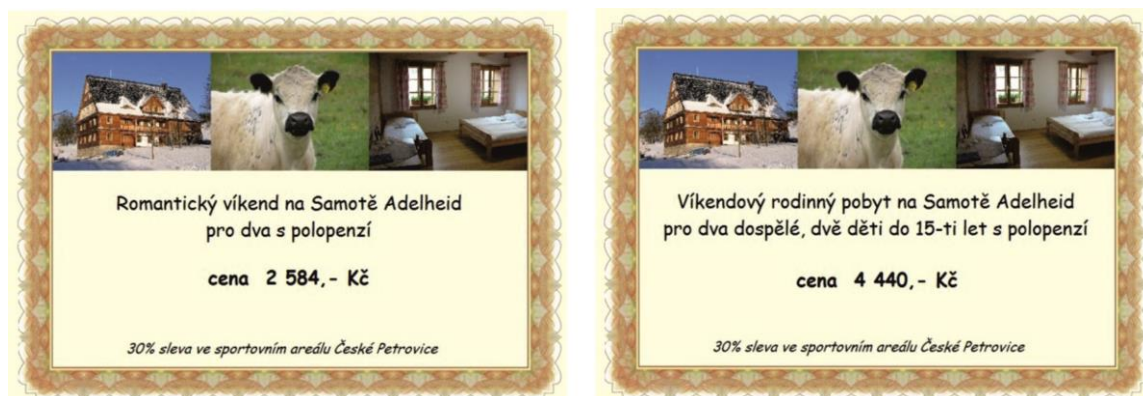 Romantický víkend na Samotě Adelheid
pro dva s polopenzí
cena 2 584,- Kč
30% sleva ve sportovním areálu České Petrovice
Víkendový rodinný pobyt na Samotě Adelheid
pro dva dospělé, dvě děti do 15-ti let s polopenzí
cena 4 440,- Kč
30% sleva ve sportovním areálu České Petrovice